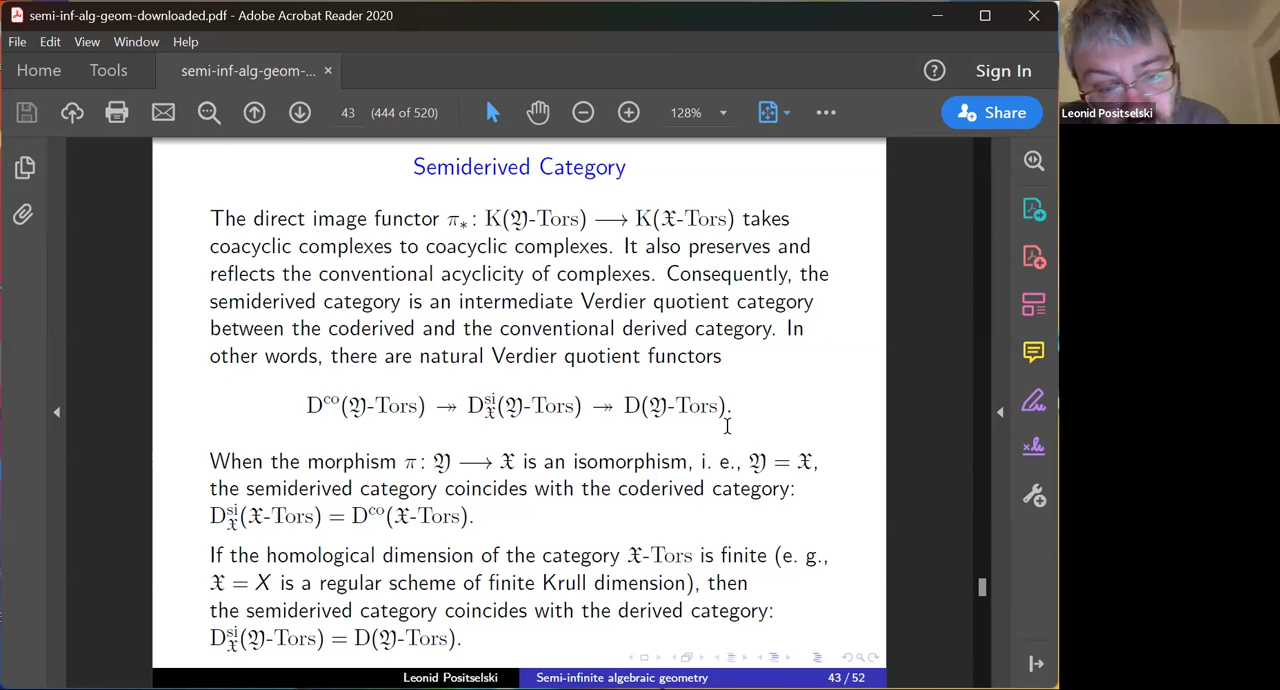 semi-inf-alg-geom-downloaded.pdf - Adobe Acrobat Reader 2020
File Edit View Window Help
Home Tools semi-inf-alg-geom-... × Sign In
43 (444 of 520) 128% Share
Leonid Positselski
Semiderived Category
The direct image functor π_*: K(𝔜-Tors) ⟶ K(𝔛-Tors) takes
coacyclic complexes to coacyclic complexes. It also preserves and
reflects the conventional acyclicity of complexes. Consequently, the
semiderived category is an intermediate Verdier quotient category
between the coderived and the conventional derived category. In
other words, there are natural Verdier quotient functors
D^co(𝔜-Tors) ↠ D^si_𝔛(𝔜-Tors) ↠ D(𝔜-Tors).
When the morphism π: 𝔜 ⟶ 𝔛 is an isomorphism, i. e., 𝔜 = 𝔛,
the semiderived category coincides with the coderived category:
D^si_𝔛(𝔛-Tors) = D^co(𝔛-Tors).
If the homological dimension of the category 𝔛-Tors is finite (e. g.,
𝔛 = X is a regular scheme of finite Krull dimension), then
the semiderived category coincides with the derived category:
D^si_𝔛(𝔜-Tors) = D(𝔜-Tors).
Leonid Positselski Semi-infinite algebraic geometry 43 / 52